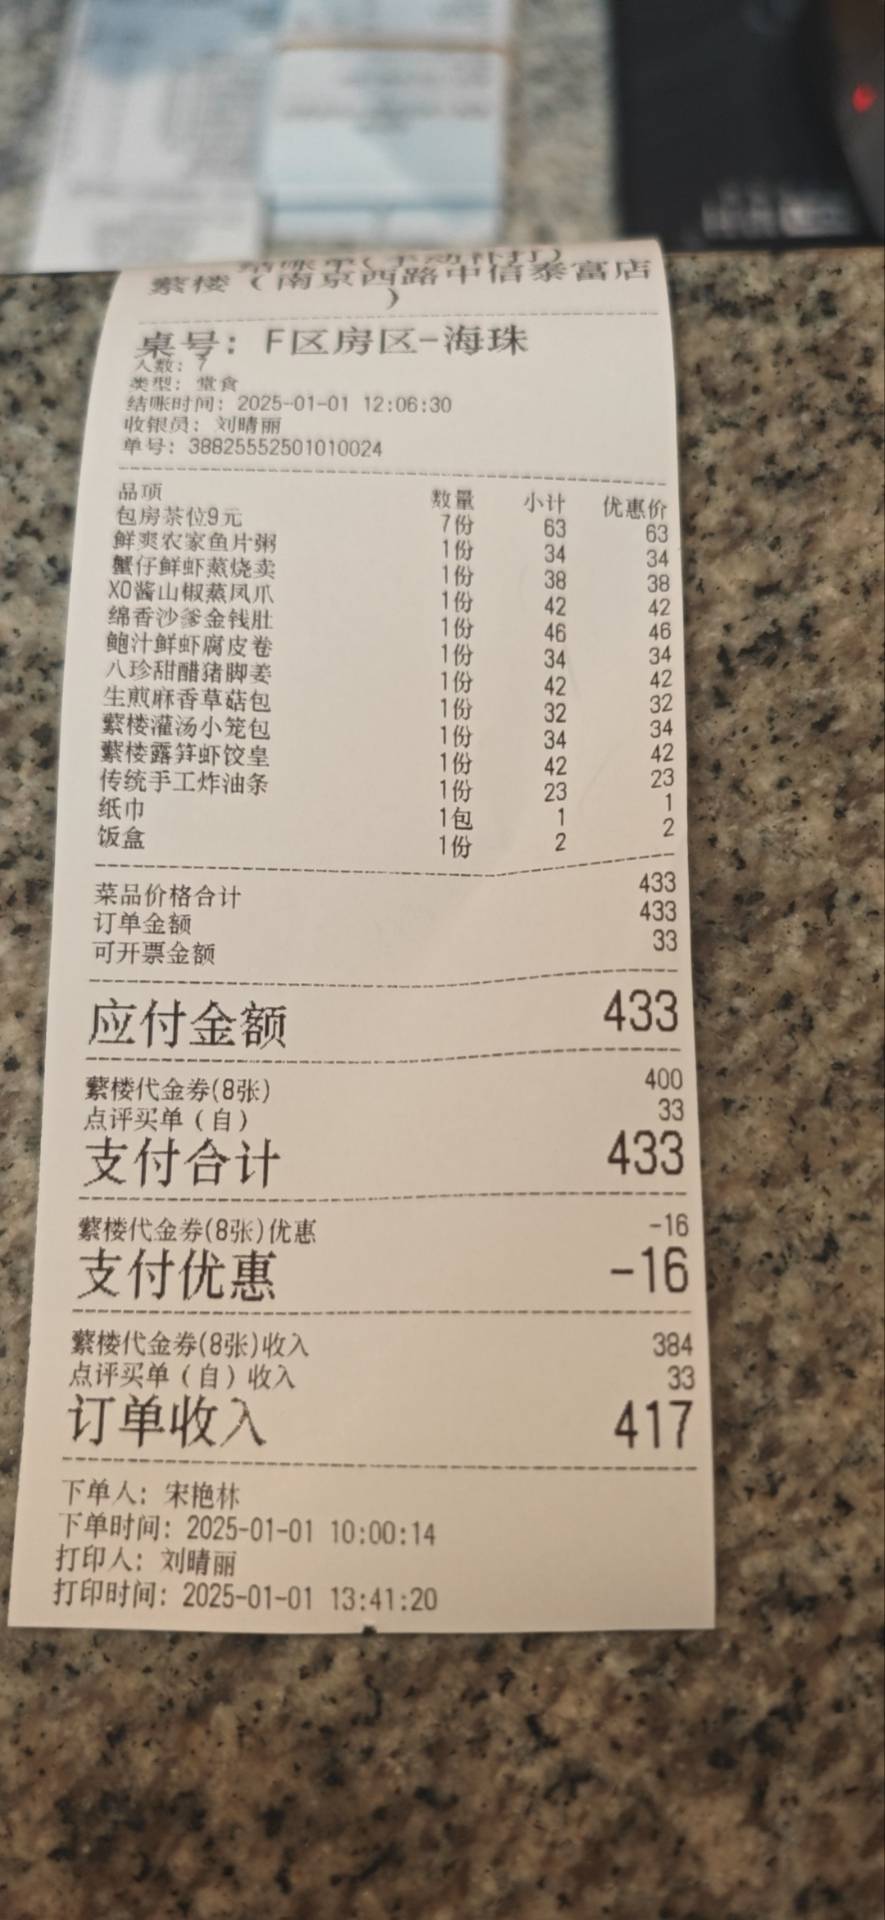 结账单(手动补打)
蘩楼（南京西路中信泰富店
）
桌号: F区房区-海珠
人数: 7
类型: 堂食
结账时间: 2025-01-01 12:06:30
收银员: 刘晴丽
单号: 38825552501010024
品项 数量 小计 优惠价
包房茶位9元 7份 63 63
鲜爽农家鱼片粥 1份 34 34
蟹仔鲜虾蒸烧卖 1份 38 38
XO酱山椒蒸凤爪 1份 42 42
绵香沙爹金钱肚 1份 46 46
鲍汁鲜虾腐皮卷 1份 34 34
八珍甜醋猪脚姜 1份 42 42
生煎麻香草菇包 1份 32 32
蘩楼灌汤小笼包 1份 34 34
蘩楼露笋虾饺皇 1份 42 42
传统手工炸油条 1份 23 23
纸巾 1包 1 1
饭盒 1份 2 2
菜品价格合计 433
订单金额 433
可开票金额 33
应付金额 433
蘩楼代金券(8张) 400
点评买单（自） 33
支付合计 433
蘩楼代金券(8张)优惠 -16
支付优惠 -16
蘩楼代金券(8张)收入 384
点评买单（自）收入 33
订单收入 417
下单人: 宋艳林
下单时间: 2025-01-01 10:00:14
打印人: 刘晴丽
打印时间: 2025-01-01 13:41:20